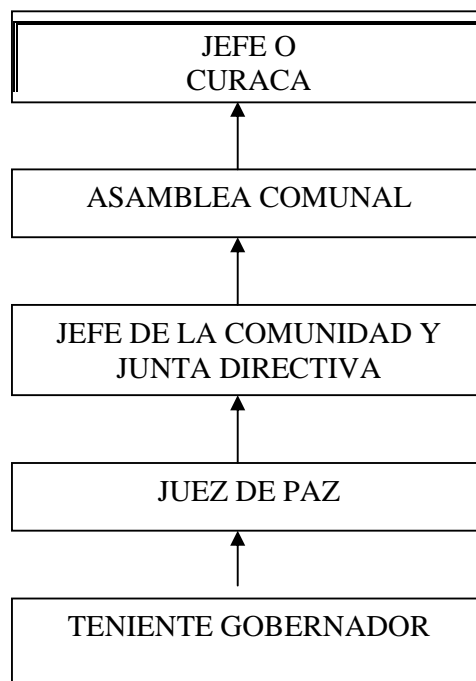 JEFE O
CURACA
ASAMBLEA COMUNAL
JEFE DE LA COMUNIDAD Y
JUNTA DIRECTIVA
JUEZ DE PAZ
TENIENTE GOBERNADOR